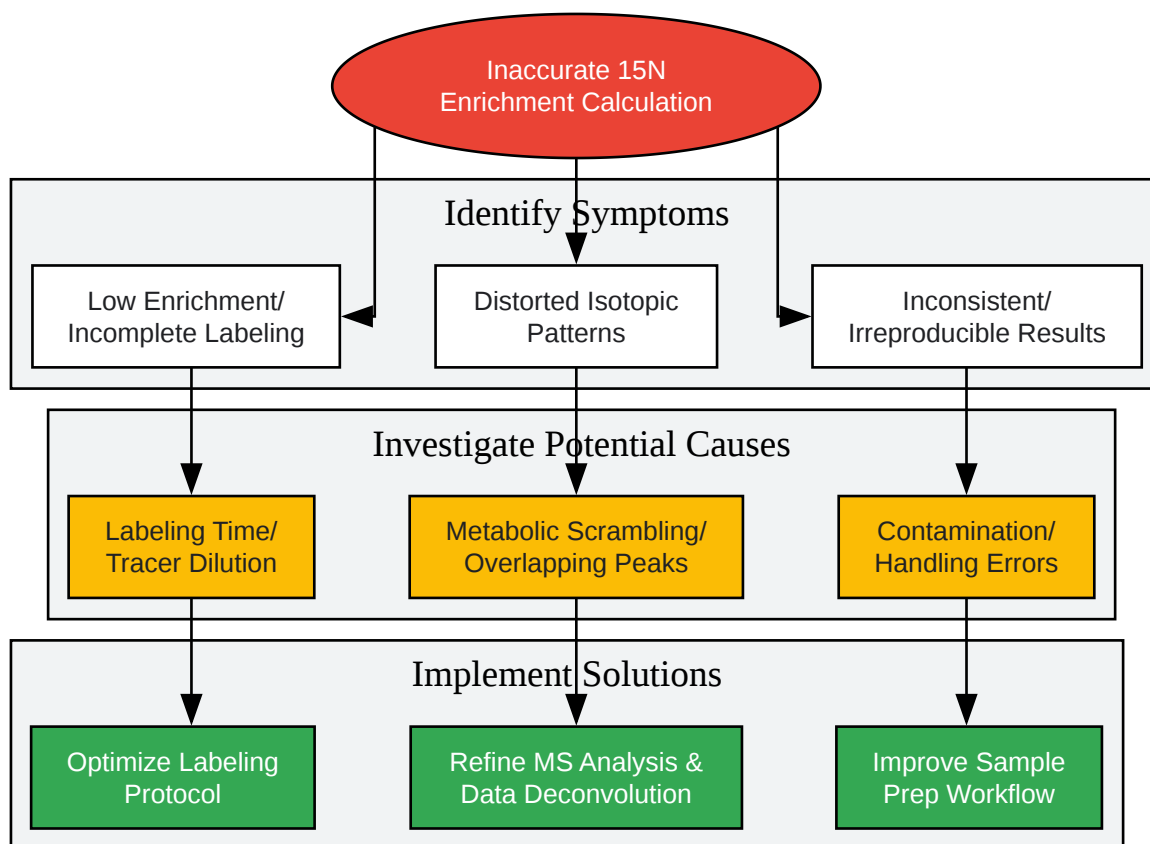 Inaccurate 15N
Enrichment Calculation
Identify Symptoms
Low Enrichment/
Incomplete Labeling
Distorted Isotopic
Patterns
Inconsistent/
Irreproducible Results
Investigate Potential Causes
Labeling Time/
Tracer Dilution
Metabolic Scrambling/
Overlapping Peaks
Contamination/
Handling Errors
Implement Solutions
Optimize Labeling
Protocol
Refine MS Analysis &
Data Deconvolution
Improve Sample
Prep Workflow